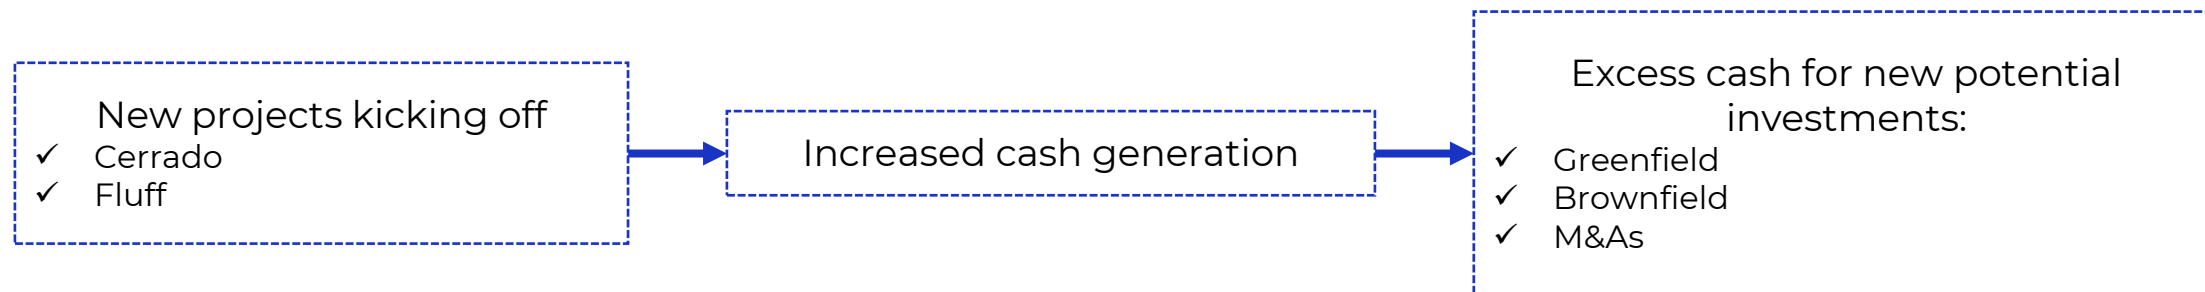 New projects kicking off
✓ Cerrado
✓ Fluff
Increased cash generation
Excess cash for new potential
investments:
✓ Greenfield
✓ Brownfield
✓ M&As